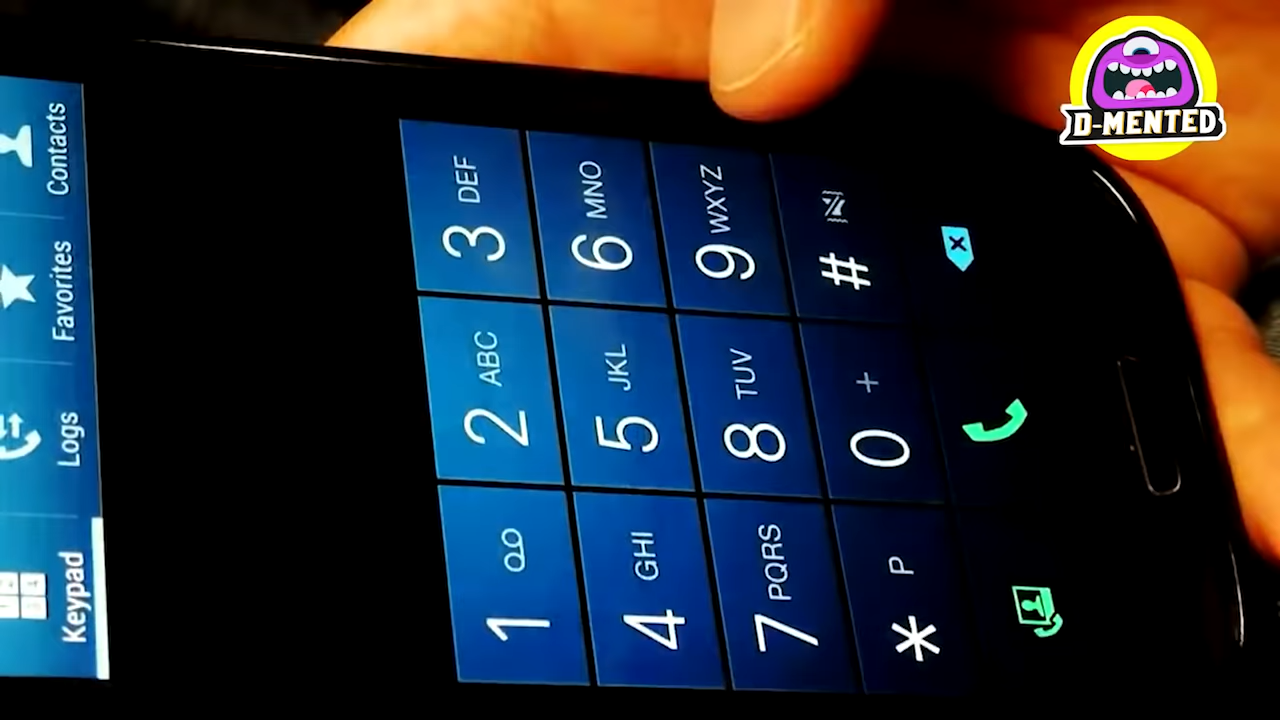 D-MENTED
Keypad
Logs
Favorites
Contacts
1
2 ABC
3 DEF
4 GHI
5 JKL
6 MNO
7 PQRS
8 TUV
9 WXYZ
* P
0 +
#